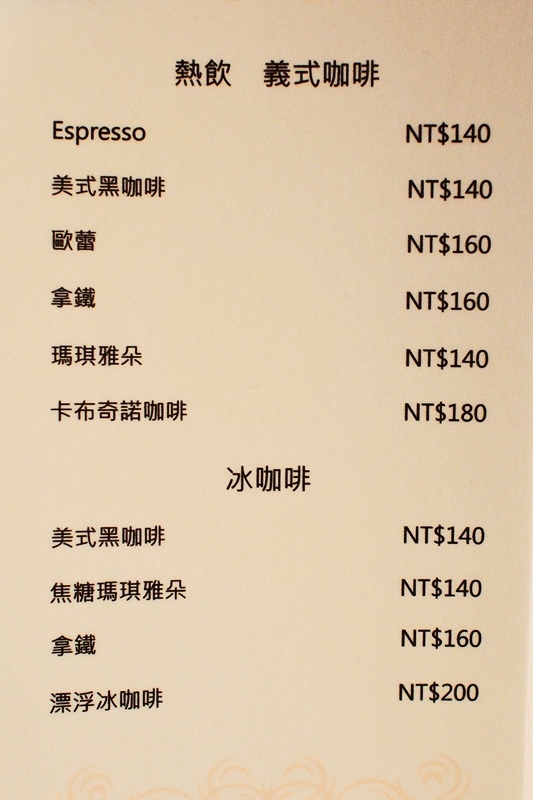 熱飲　義式咖啡
Espresso NT$140
美式黑咖啡 NT$140
歐蕾 NT$160
拿鐵 NT$160
瑪琪雅朵 NT$140
卡布奇諾咖啡 NT$180
冰咖啡
美式黑咖啡 NT$140
焦糖瑪琪雅朵 NT$140
拿鐵 NT$160
漂浮冰咖啡 NT$200